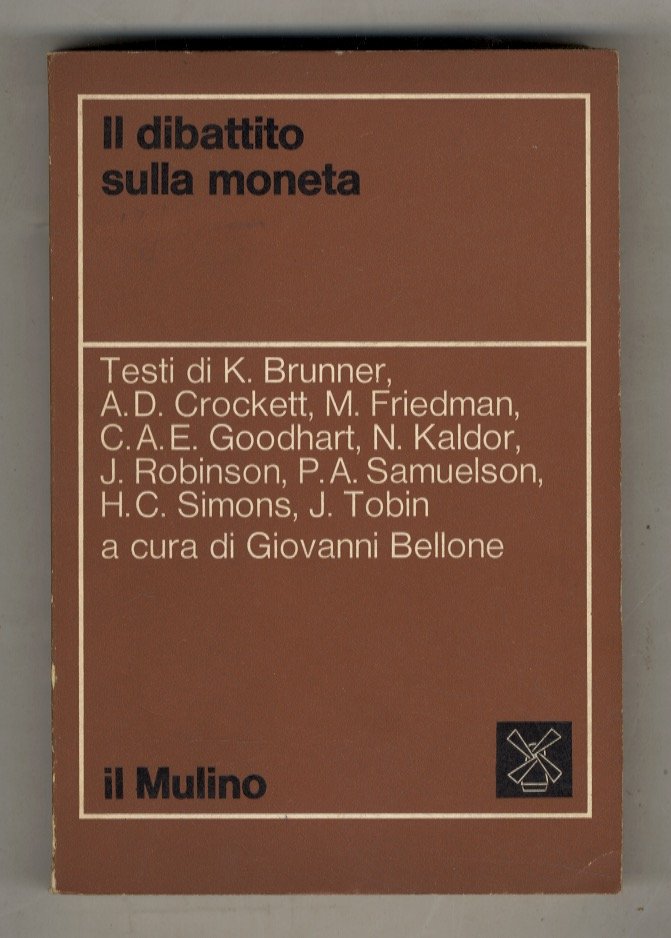 Il dibattito
sulla moneta
Testi di K. Brunner,
A.D. Crockett, M. Friedman,
C.A.E. Goodhart, N. Kaldor,
J. Robinson, P.A. Samuelson,
H.C. Simons, J. Tobin
a cura di Giovanni Bellone
il Mulino